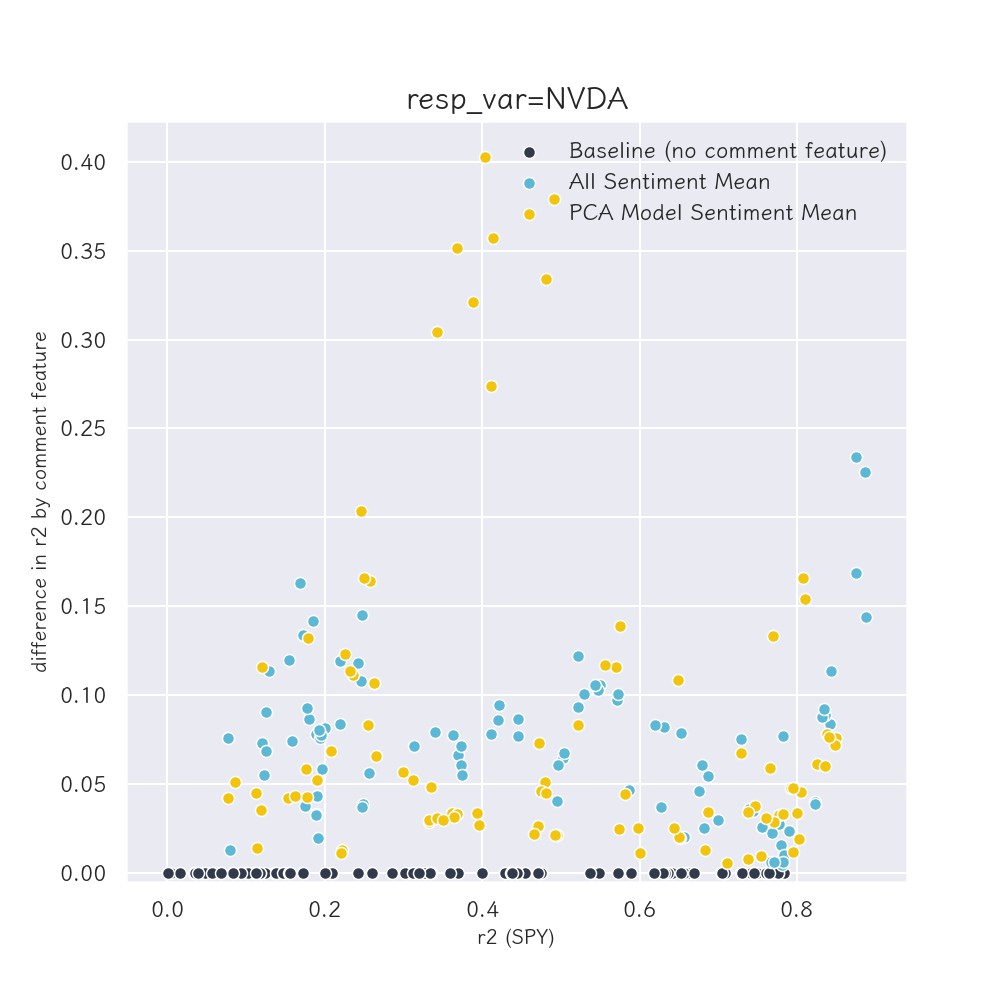 resp_var=NVDA
Baseline (no comment feature)
All Sentiment Mean
PCA Model Sentiment Mean
difference in r2 by comment feature
0.40
0.35
0.30
0.25
0.20
0.15
0.10
0.05
0.00
0.0 0.2 0.4 0.6 0.8
r2 (SPY)